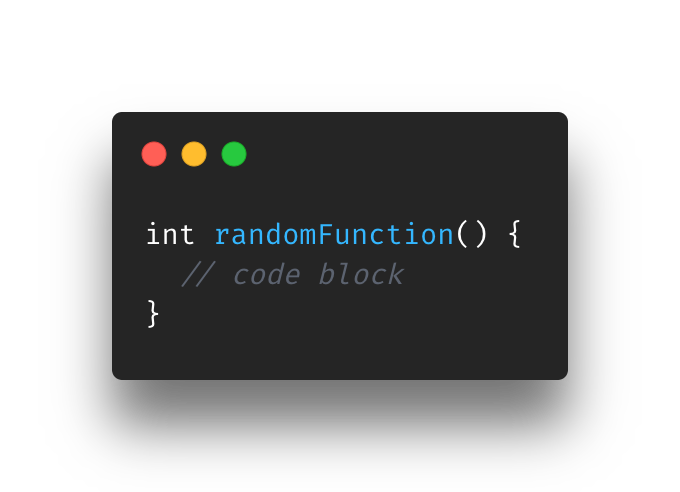 int randomFunction() {
  // code block
}